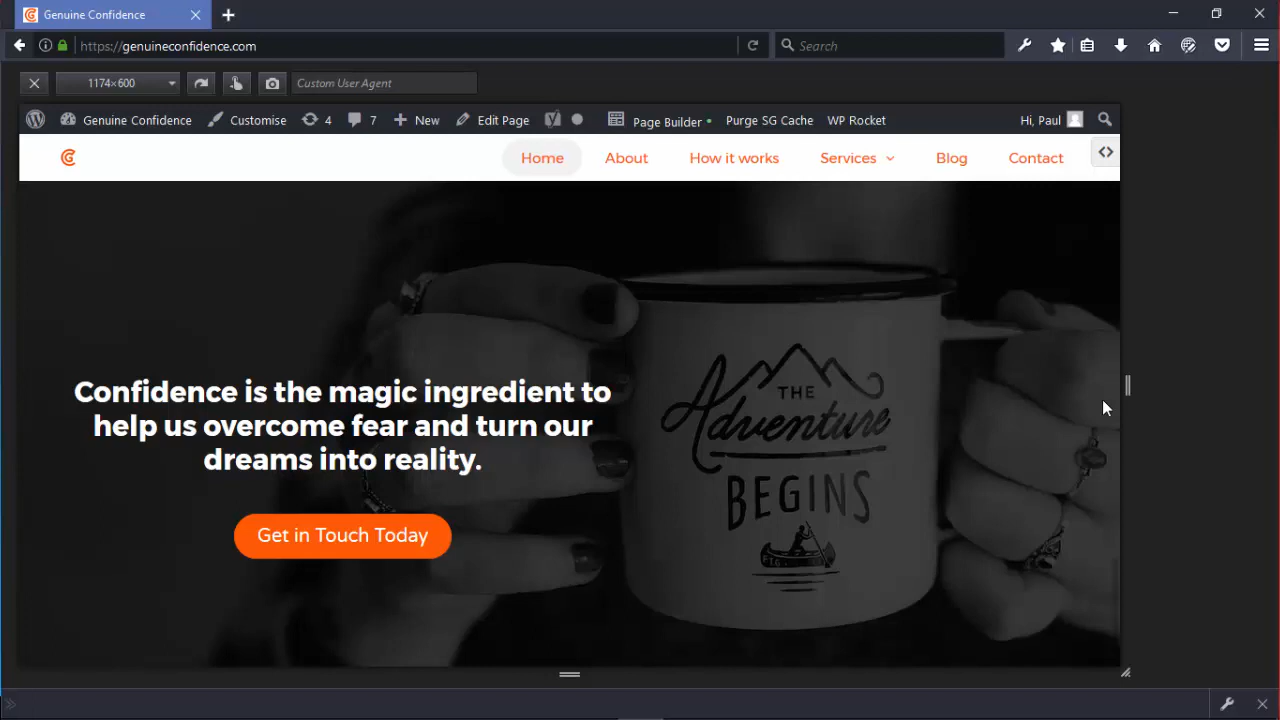 Genuine Confidence
https://genuineconfidence.com
Search
1174×600
Custom User Agent
Genuine Confidence Customise 4 7 New Edit Page Page Builder Purge SG Cache WP Rocket Hi, Paul
Home About How it works Services Blog Contact
Confidence is the magic ingredient to
help us overcome fear and turn our
dreams into reality.
Get in Touch Today
THE
Adventure
BEGINS
FIG.